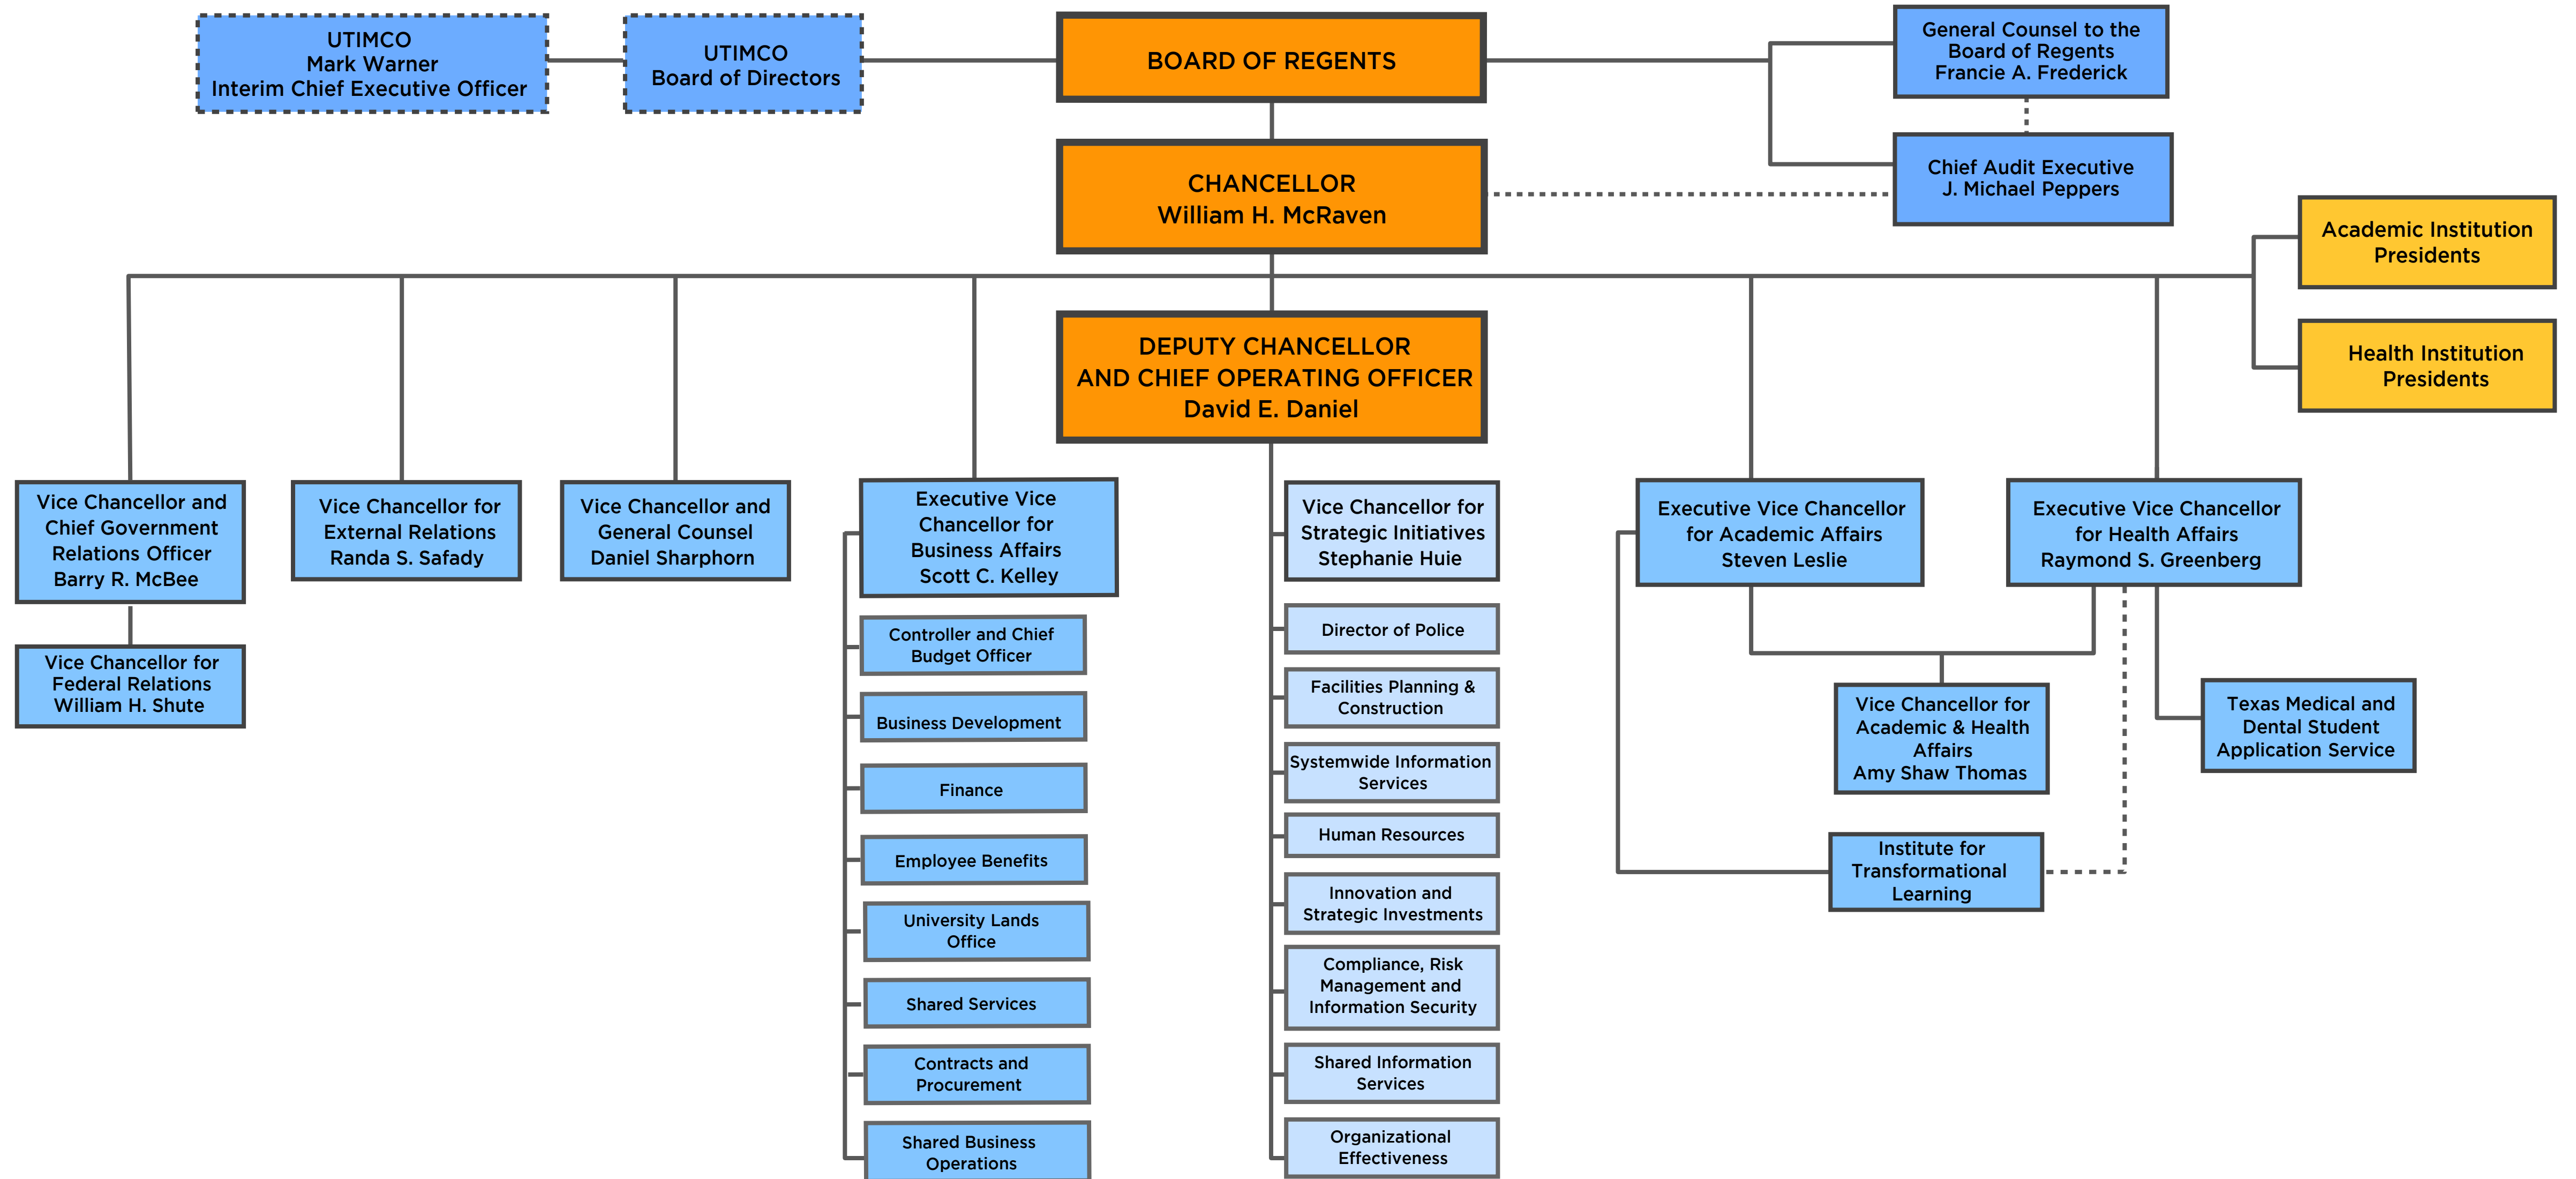 UTIMCO
Mark Warner
Interim Chief Executive Officer
UTIMCO
Board of Directors
BOARD OF REGENTS
General Counsel to the
Board of Regents
Francie A. Frederick
CHANCELLOR
William H. McRaven
Chief Audit Executive
J. Michael Peppers
Academic Institution
Presidents
Health Institution
Presidents
DEPUTY CHANCELLOR
AND CHIEF OPERATING OFFICER
David E. Daniel
Vice Chancellor and
Chief Government
Relations Officer
Barry R. McBee
Vice Chancellor for
Federal Relations
William H. Shute
Vice Chancellor for
External Relations
Randa S. Safady
Vice Chancellor and
General Counsel
Daniel Sharphorn
Executive Vice
Chancellor for
Business Affairs
Scott C. Kelley
Controller and Chief
Budget Officer
Business Development
Finance
Employee Benefits
University Lands
Office
Shared Services
Contracts and
Procurement
Shared Business
Operations
Vice Chancellor for
Strategic Initiatives
Stephanie Huie
Director of Police
Facilities Planning &
Construction
Systemwide Information
Services
Human Resources
Innovation and
Strategic Investments
Compliance, Risk
Management and
Information Security
Shared Information
Services
Organizational
Effectiveness
Executive Vice Chancellor
for Academic Affairs
Steven Leslie
Executive Vice Chancellor
for Health Affairs
Raymond S. Greenberg
Vice Chancellor for
Academic & Health
Affairs
Amy Shaw Thomas
Texas Medical and
Dental Student
Application Service
Institute for
Transformational
Learning